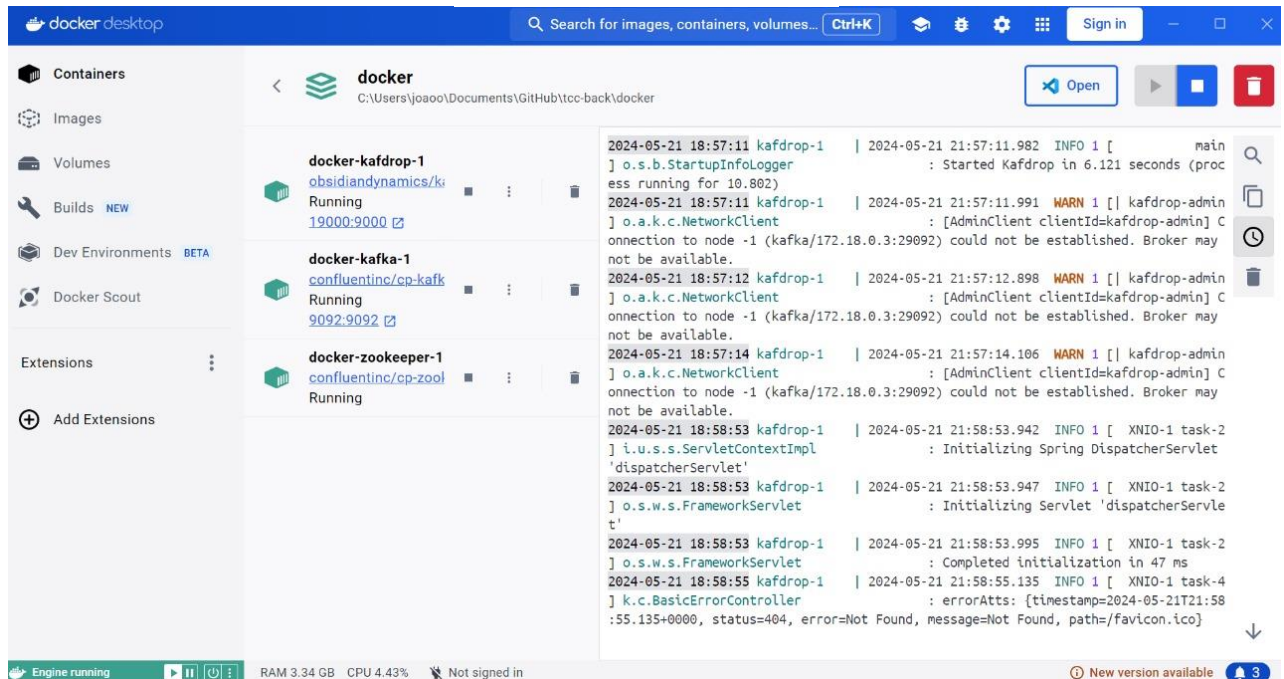 docker desktop
Search for images, containers, volumes... Ctrl+K
Sign in
Containers
Images
Volumes
Builds NEW
Dev Environments BETA
Docker Scout
Extensions
Add Extensions
docker
C:\Users\joaoo\Documents\GitHub\tcc-back\docker
Open
docker-kafdrop-1
obsidiandynamics/ka
Running
19000:9000
docker-kafka-1
confluentinc/cp-kafk
Running
9092:9092
docker-zookeeper-1
confluentinc/cp-zool
Running
2024-05-21 18:57:11 kafdrop-1 | 2024-05-21 21:57:11.982 INFO 1 [ main
] o.s.b.StartupInfoLogger : Started Kafdrop in 6.121 seconds (proc
ess running for 10.802)
2024-05-21 18:57:11 kafdrop-1 | 2024-05-21 21:57:11.991 WARN 1 [| kafdrop-admin
] o.a.k.c.NetworkClient : [AdminClient clientId=kafdrop-admin] C
onnection to node -1 (kafka/172.18.0.3:29092) could not be established. Broker may
not be available.
2024-05-21 18:57:12 kafdrop-1 | 2024-05-21 21:57:12.898 WARN 1 [| kafdrop-admin
] o.a.k.c.NetworkClient : [AdminClient clientId=kafdrop-admin] C
onnection to node -1 (kafka/172.18.0.3:29092) could not be established. Broker may
not be available.
2024-05-21 18:57:14 kafdrop-1 | 2024-05-21 21:57:14.106 WARN 1 [| kafdrop-admin
] o.a.k.c.NetworkClient : [AdminClient clientId=kafdrop-admin] C
onnection to node -1 (kafka/172.18.0.3:29092) could not be established. Broker may
not be available.
2024-05-21 18:58:53 kafdrop-1 | 2024-05-21 21:58:53.942 INFO 1 [ XNIO-1 task-2
] i.u.s.s.ServletContextImpl : Initializing Spring DispatcherServlet
'dispatcherServlet'
2024-05-21 18:58:53 kafdrop-1 | 2024-05-21 21:58:53.947 INFO 1 [ XNIO-1 task-2
] o.s.w.s.FrameworkServlet : Initializing Servlet 'dispatcherServle
t'
2024-05-21 18:58:53 kafdrop-1 | 2024-05-21 21:58:53.995 INFO 1 [ XNIO-1 task-2
] o.s.w.s.FrameworkServlet : Completed initialization in 47 ms
2024-05-21 18:58:55 kafdrop-1 | 2024-05-21 21:58:55.135 INFO 1 [ XNIO-1 task-4
] k.c.BasicErrorController : errorAtts: {timestamp=2024-05-21T21:58
:55.135+0000, status=404, error=Not Found, message=Not Found, path=/favicon.ico}
Engine running
RAM 3.34 GB CPU 4.43% Not signed in
New version available 3